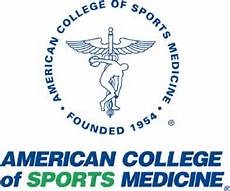 AMERICAN COLLEGE OF SPORTS MEDICINE
• FOUNDED 1954 •
®
AMERICAN COLLEGE
of SPORTS MEDICINE
®